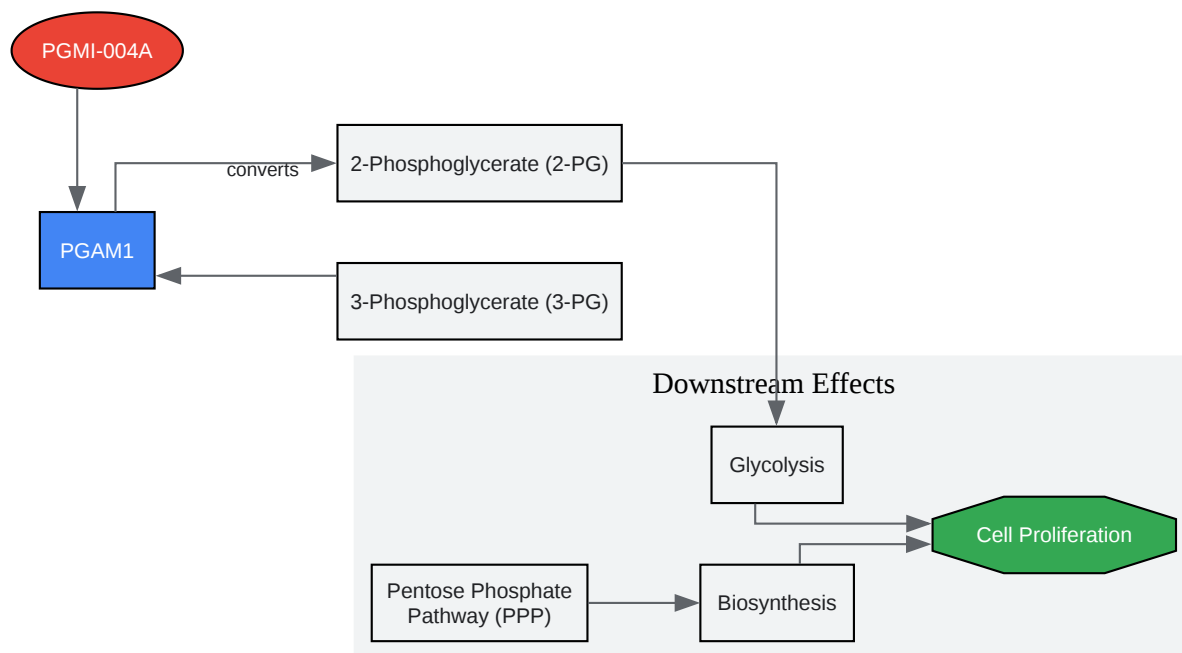 PGMI-004A
converts
2-Phosphoglycerate (2-PG)
PGAM1
3-Phosphoglycerate (3-PG)
Downstream Effects
Glycolysis
Cell Proliferation
Pentose Phosphate
Pathway (PPP)
Biosynthesis